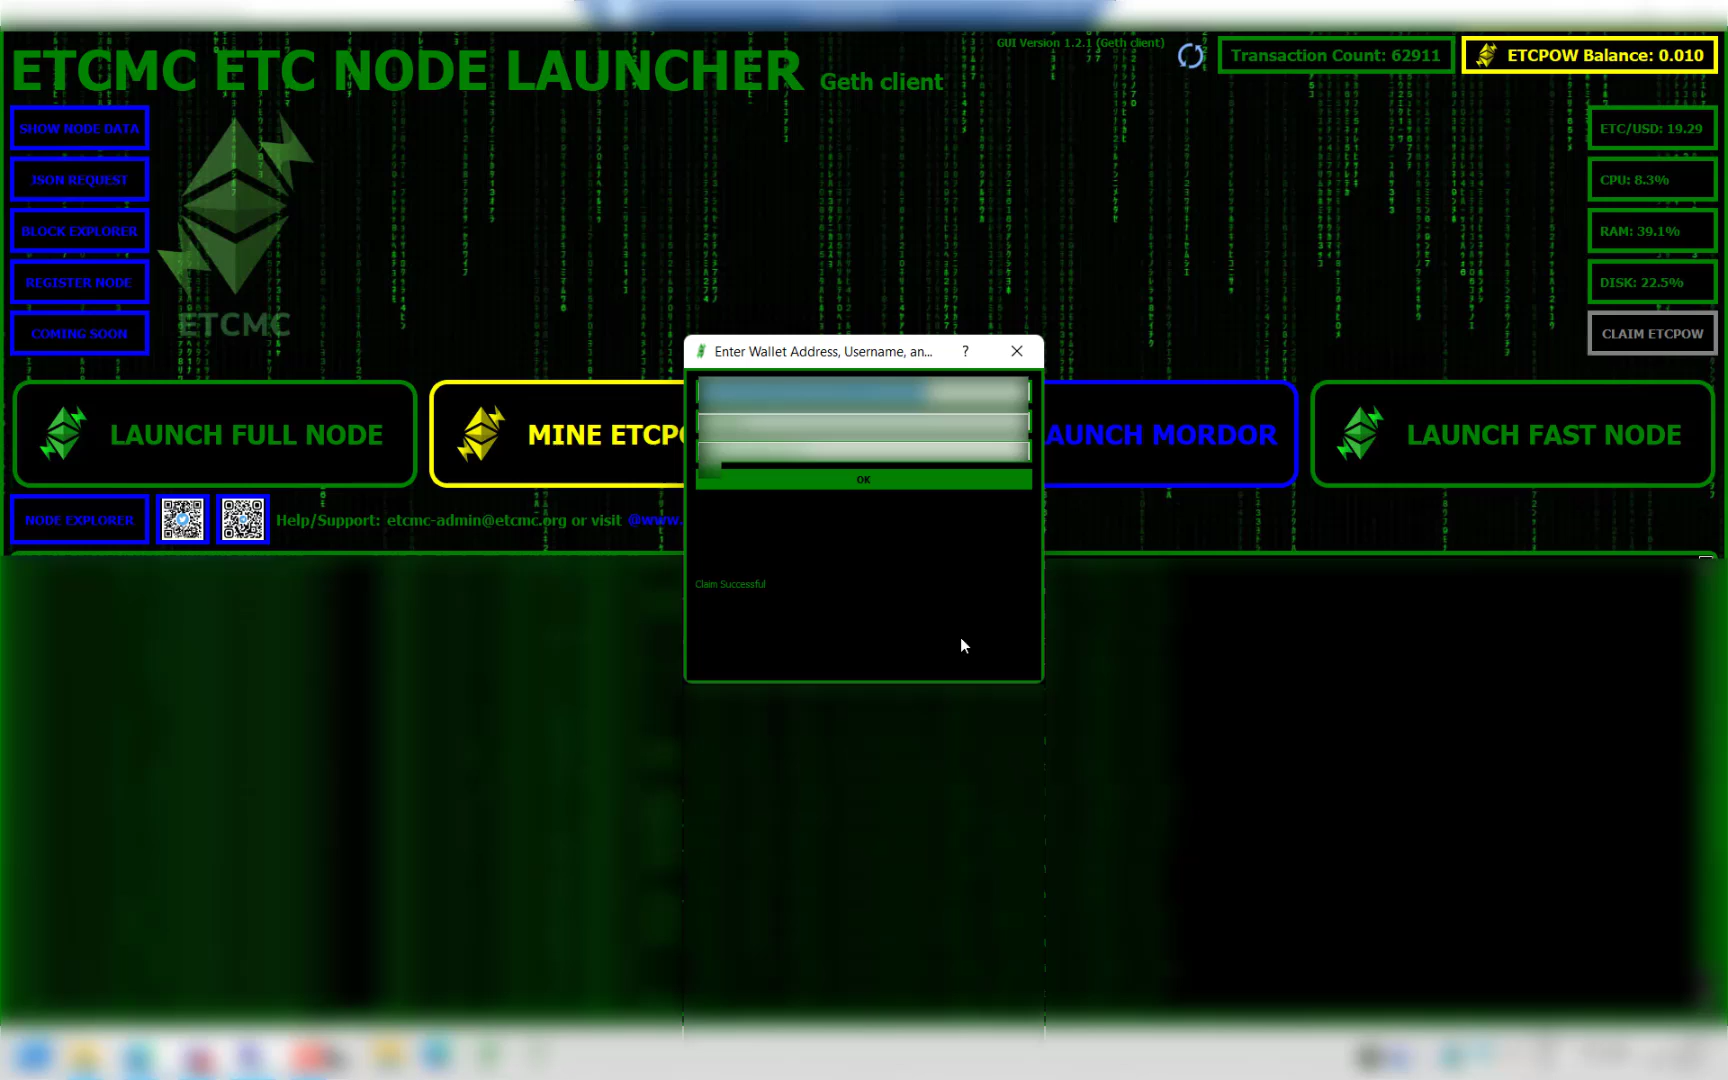 GUI Version 1.2.1 (Geth client)
ETCMC ETC NODE LAUNCHER Geth client
Transaction Count: 62911
ETCPOW Balance: 0.010
SHOW NODE DATA
JSON REQUEST
BLOCK EXPLORER
REGISTER NODE
COMING SOON
ETCMC
ETC/USD: 19.29
CPU: 8.3%
RAM: 39.1%
DISK: 22.5%
CLAIM ETCPOW
Enter Wallet Address, Username, an...
?
OK
Claim Successful
LAUNCH FULL NODE
MINE ETCP
AUNCH MORDOR
LAUNCH FAST NODE
NODE EXPLORER
Help/Support: etcmc-admin@etcmc.org or visit @www.